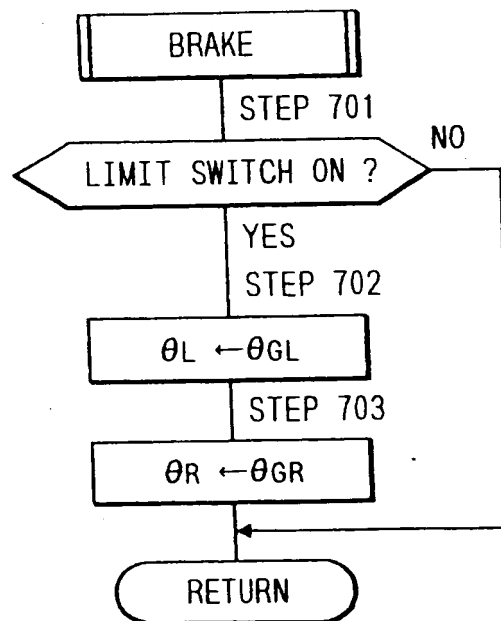 BRAKE
STEP 701
LIMIT SWITCH ON ?
NO
YES
STEP 702
θL ←θGL
STEP 703
θR ←θGR
RETURN